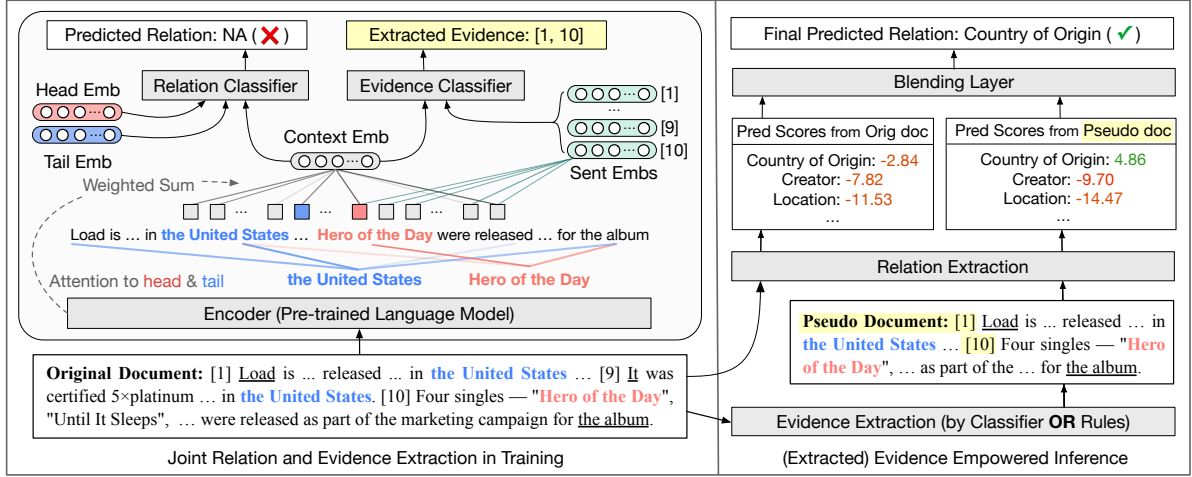 Predicted Relation: NA (❌)
Extracted Evidence: [1, 10]
Relation Classifier
Evidence Classifier
Head Emb
Tail Emb
Context Emb
[1]
...
[9]
[10]
Sent Embs
Weighted Sum
... ... ...
Load is … in the United States … Hero of the Day were released … for the album
the United States Hero of the Day
Attention to head & tail
Encoder (Pre-trained Language Model)
Original Document: [1] Load is ... released ... in the United States … [9] It was
certified 5×platinum … in the United States. [10] Four singles — "Hero of the Day",
"Until It Sleeps", … were released as part of the marketing campaign for the album.
Joint Relation and Evidence Extraction in Training
Final Predicted Relation: Country of Origin (✓)
Blending Layer
Pred Scores from Orig doc
Country of Origin: -2.84
Creator: -7.82
Location: -11.53
...
Pred Scores from Pseudo doc
Country of Origin: 4.86
Creator: -9.70
Location: -14.47
...
Relation Extraction
Pseudo Document: [1] Load is ... released … in
the United States … [10] Four singles — "Hero
of the Day", … as part of the … for the album.
Evidence Extraction (by Classifier OR Rules)
(Extracted) Evidence Empowered Inference